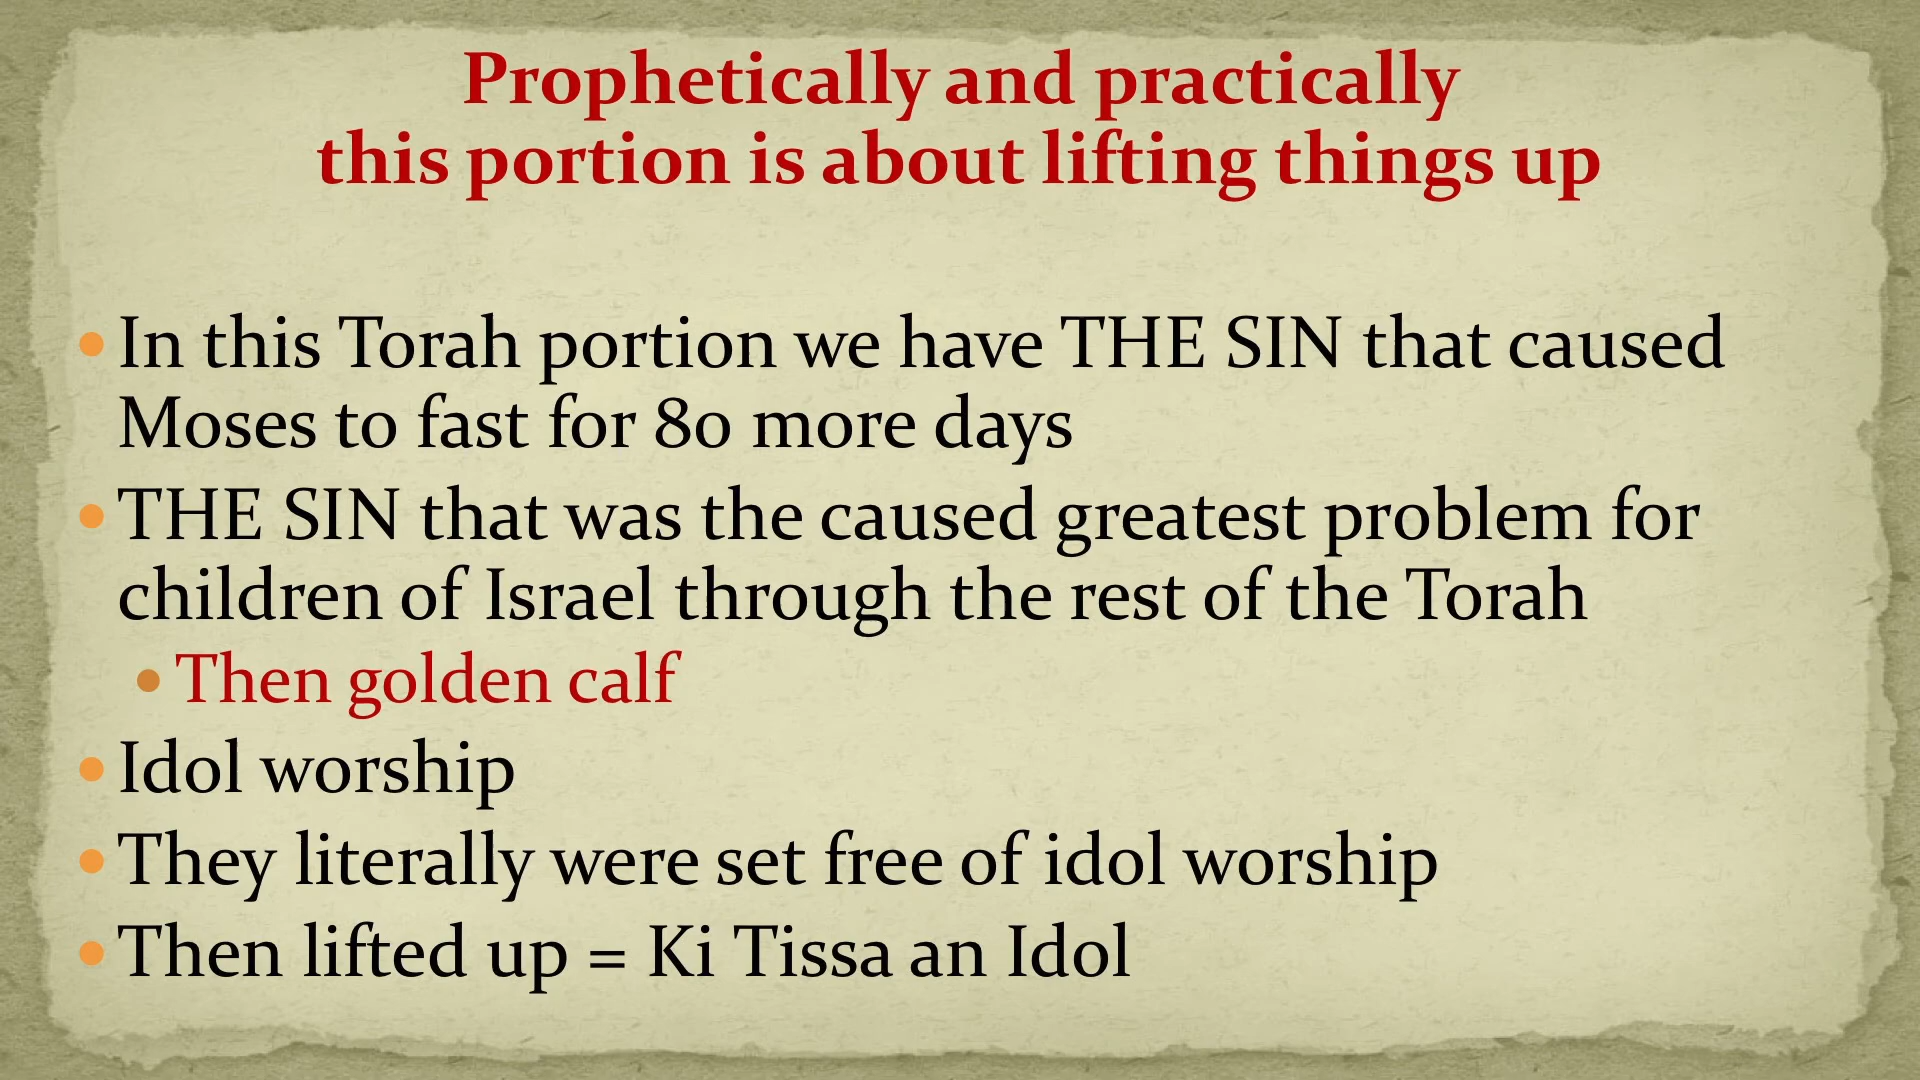 Prophetically and practically
this portion is about lifting things up
• In this Torah portion we have THE SIN that caused
Moses to fast for 80 more days
• THE SIN that was the caused greatest problem for
children of Israel through the rest of the Torah
• Then golden calf
• Idol worship
• They literally were set free of idol worship
• Then lifted up = Ki Tissa an Idol